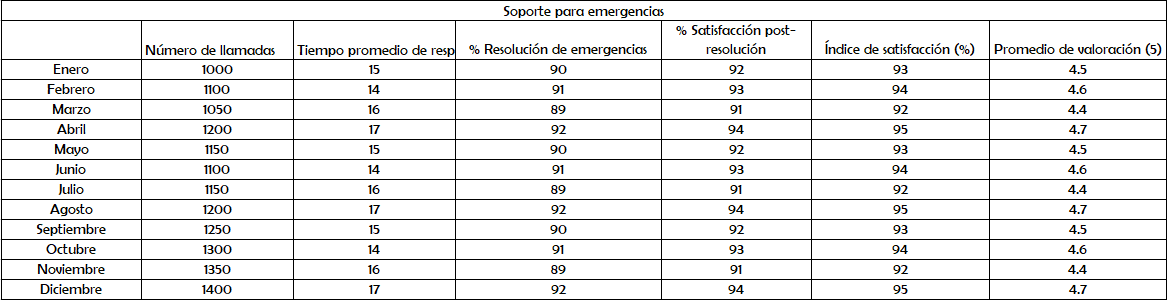 Soporte para emergencias
Número de llamadas Tiempo promedio de resp % Resolución de emergencias % Satisfacción post-resolución Índice de satisfacción (%) Promedio de valoración (5)
Enero 1000 15 90 92 93 4.5
Febrero 1100 14 91 93 94 4.6
Marzo 1050 16 89 91 92 4.4
Abril 1200 17 92 94 95 4.7
Mayo 1150 15 90 92 93 4.5
Junio 1100 14 91 93 94 4.6
Julio 1150 16 89 91 92 4.4
Agosto 1200 17 92 94 95 4.7
Septiembre 1250 15 90 92 93 4.5
Octubre 1300 14 91 93 94 4.6
Noviembre 1350 16 89 91 92 4.4
Diciembre 1400 17 92 94 95 4.7